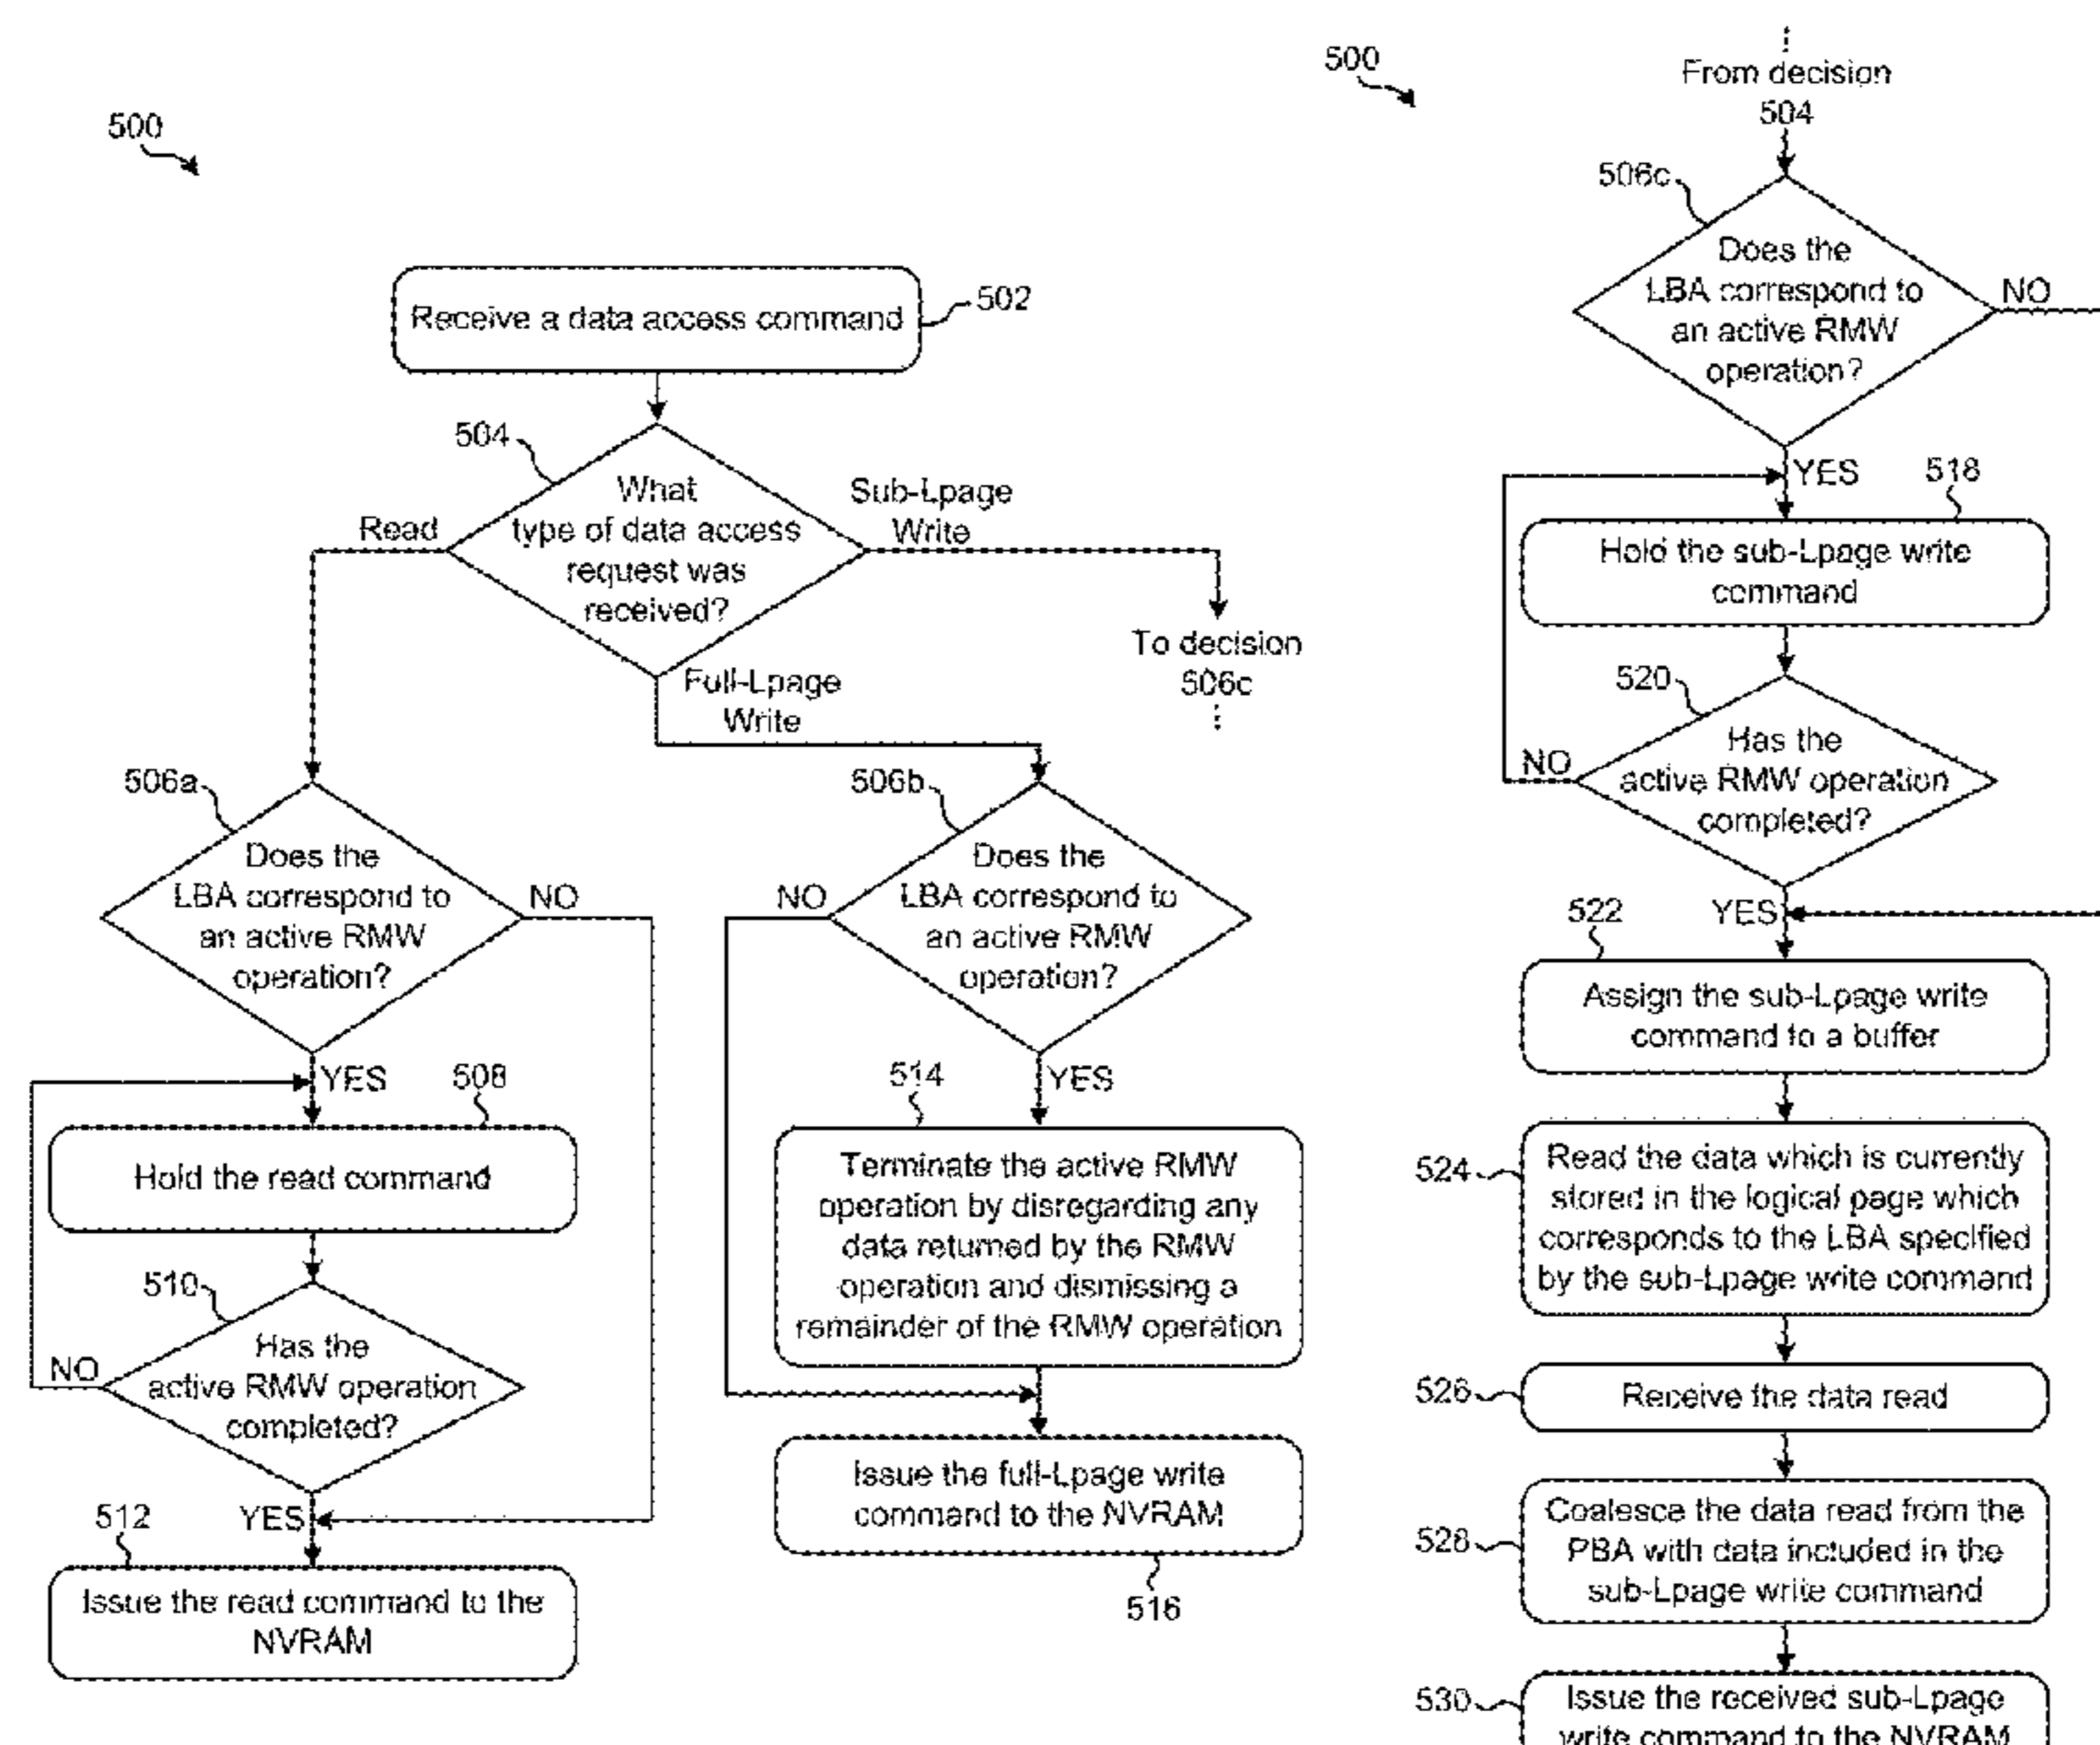 500
Receive a data access command
502
504
What
type of data access
request was
received?
Read
Sub-Lpage
Write
To decision
506c
Full-Lpage
Write
506a
Does the
LBA correspond to
an active RMW
operation?
NO
YES
508
Hold the read command
510
Has the
active RMW operation
completed?
NO
YES
512
Issue the read command to the
NVRAM
506b
Does the
LBA correspond to
an active RMW
operation?
NO
YES
514
Terminate the active RMW
operation by disregarding any
data returned by the RMW
operation and dismissing a
remainder of the RMW operation
Issue the full-Lpage write
command to the NVRAM
516
500
From decision
504
506c
Does the
LBA correspond to
an active RMW
operation?
NO
YES
518
Hold the sub-Lpage write
command
520
Has the
active RMW operation
completed?
NO
YES
522
Assign the sub-Lpage write
command to a buffer
524
Read the data which is currently
stored in the logical page which
corresponds to the LBA specified
by the sub-Lpage write command
526
Receive the data read
528
Coalesce the data read from the
PBA with data included in the
sub-Lpage write command
530
Issue the received sub-Lpage
write command to the NVRAM